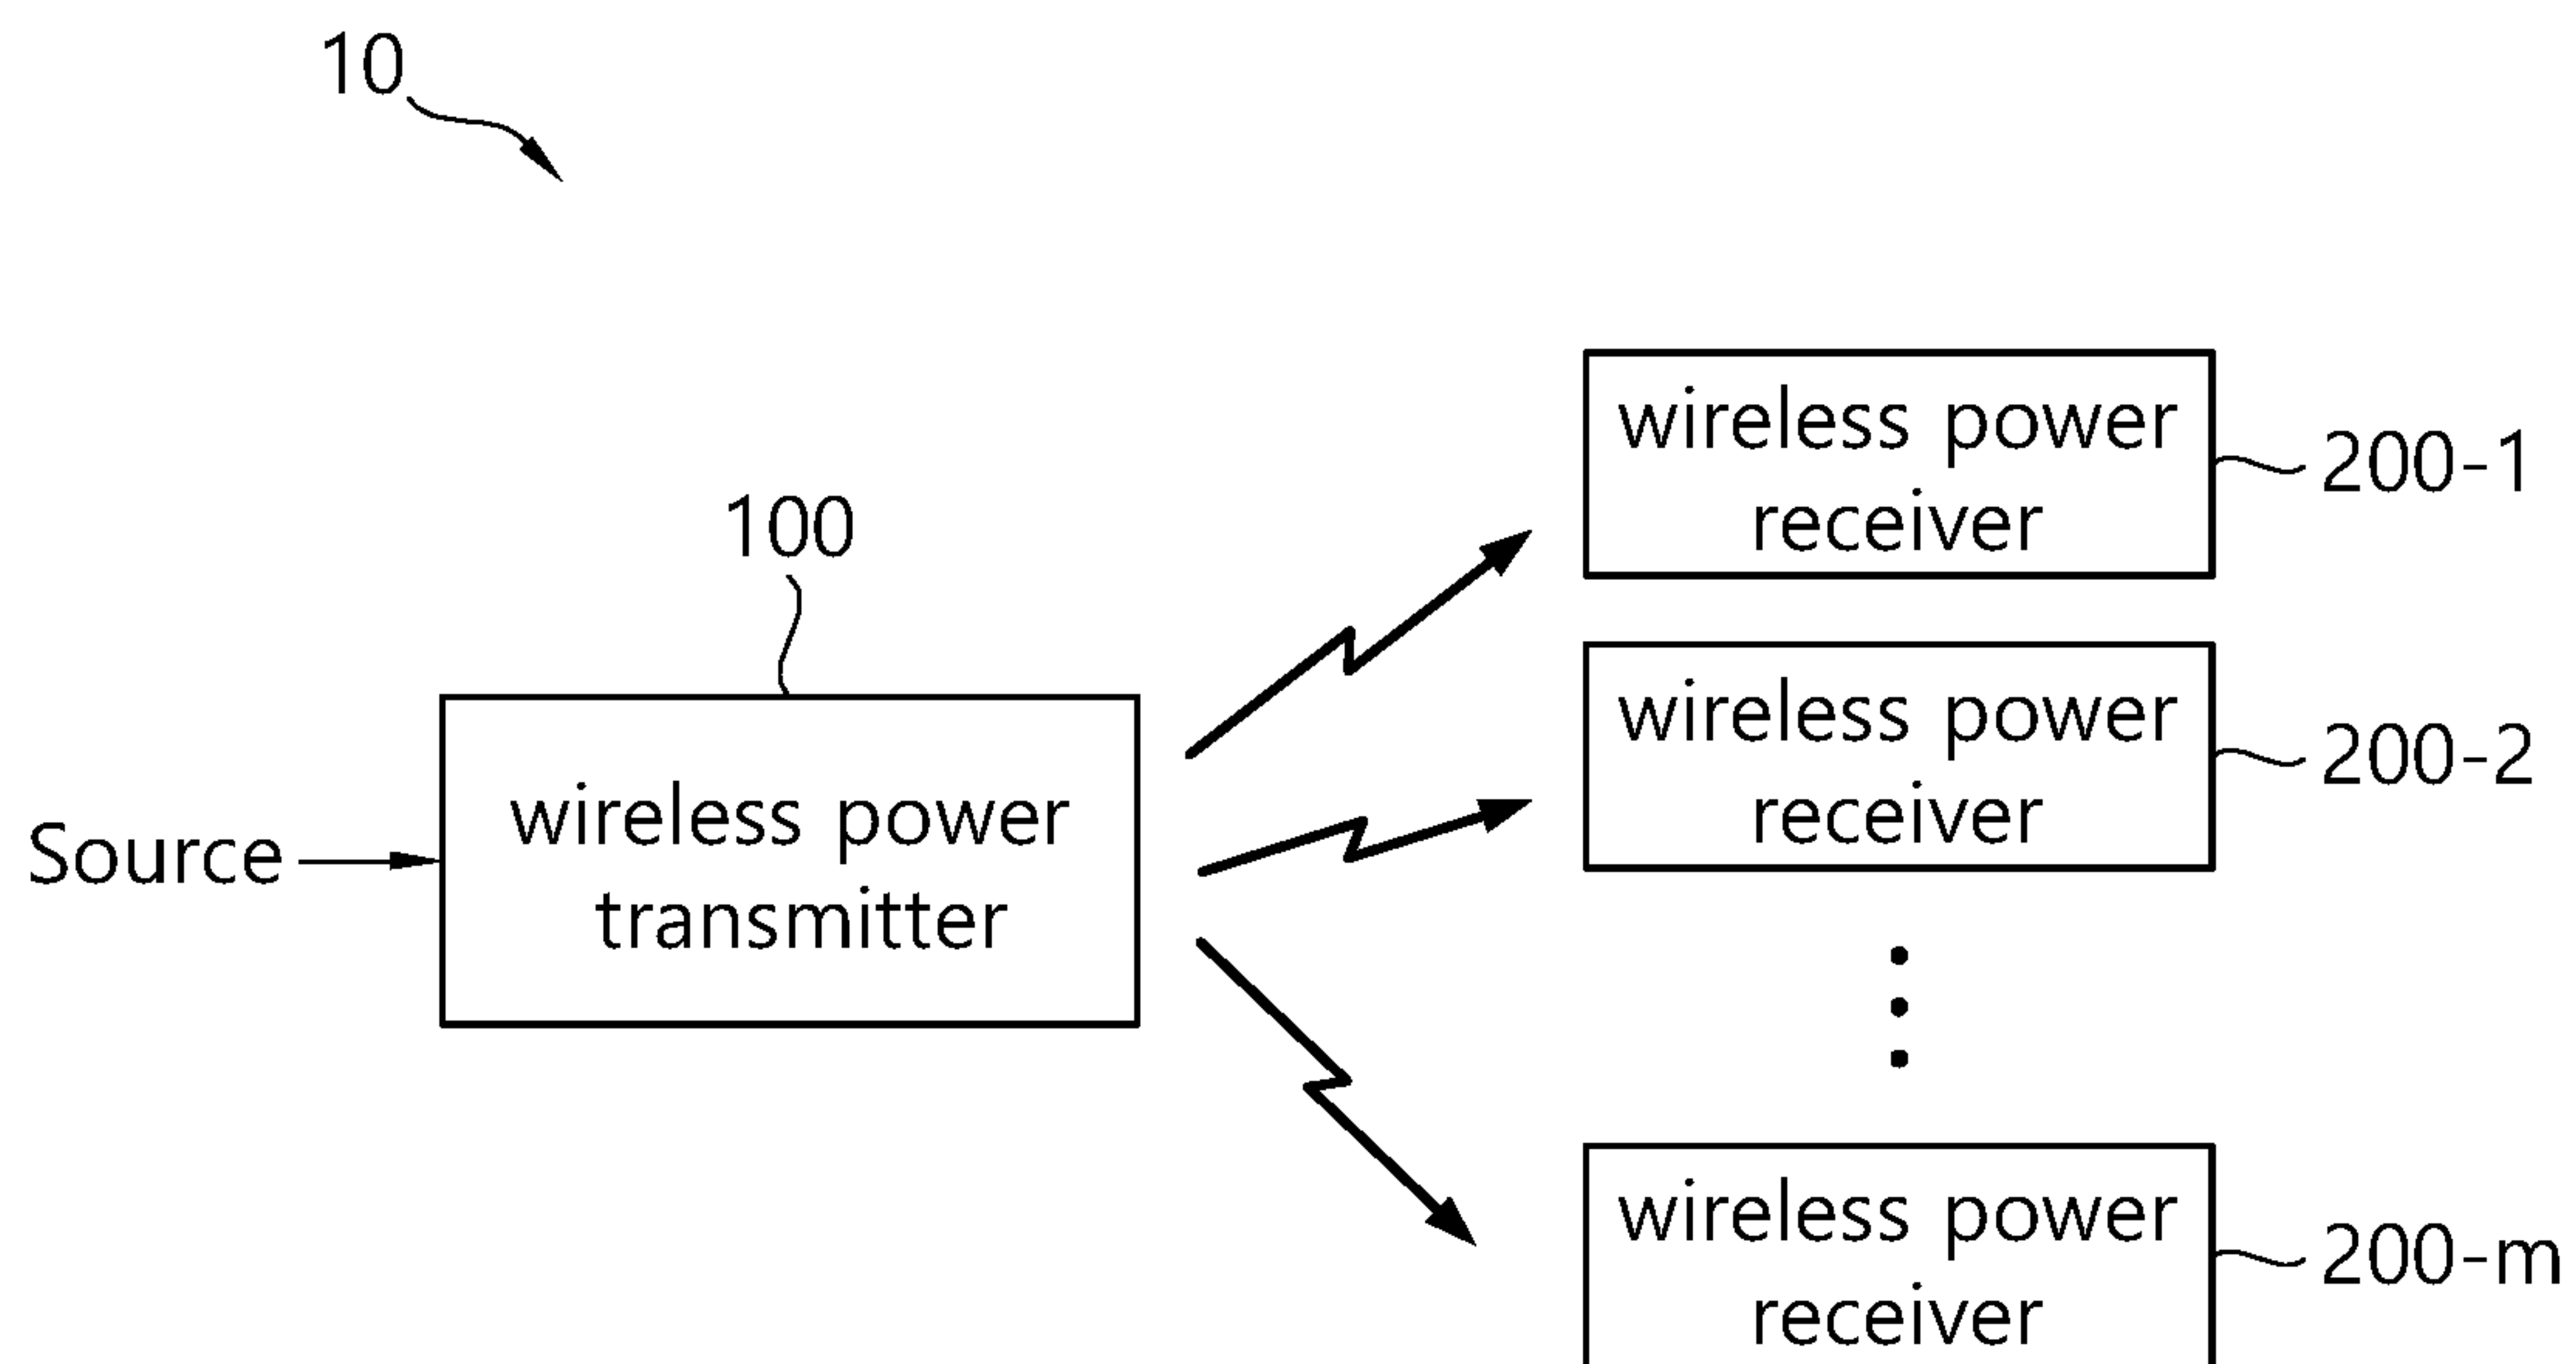 10
100
Source
wireless power
transmitter
wireless power
receiver
200-1
wireless power
receiver
200-2
wireless power
receiver
200-m